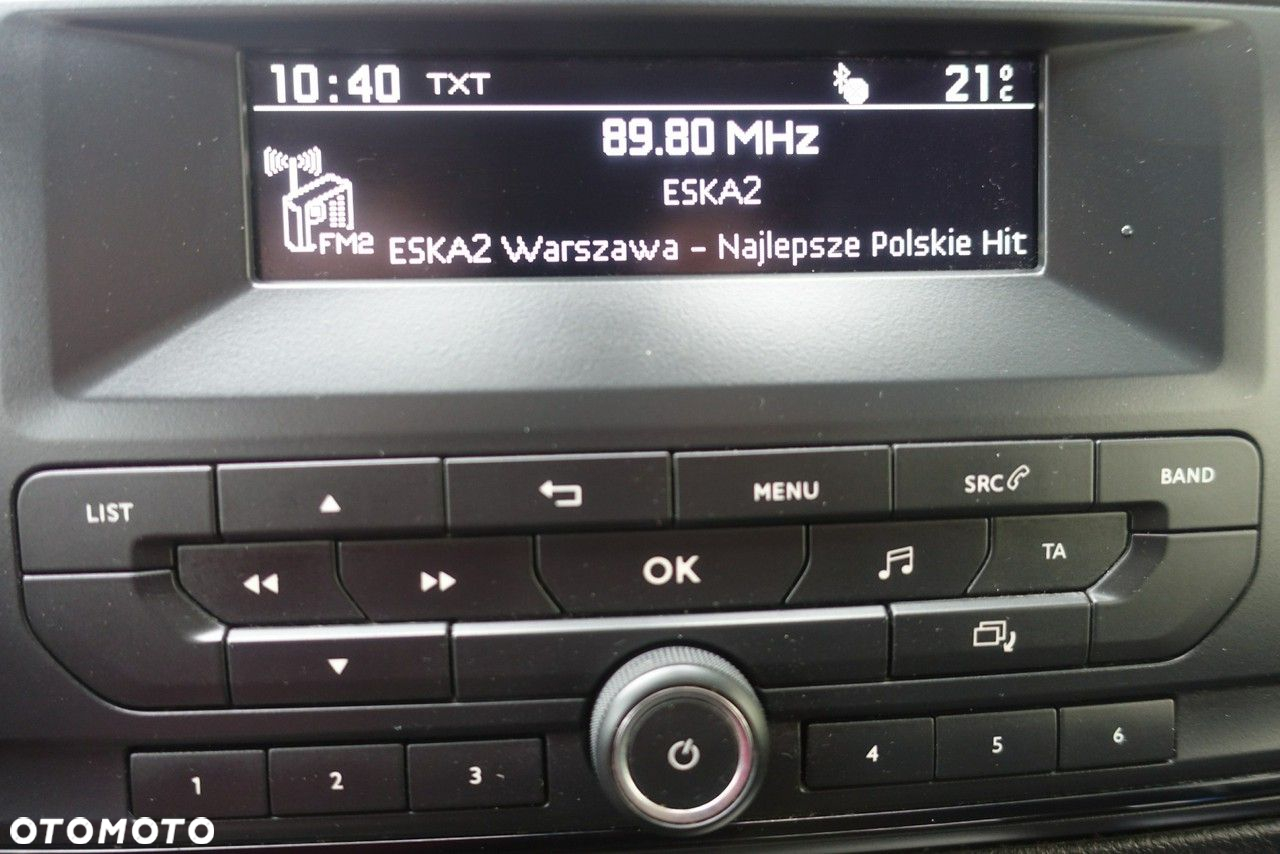 10:40 TXT 21°C
89.80 MHz
ESKA2
FM2 ESKA2 Warszawa - Najlepsze Polskie Hit
LIST MENU SRC BAND
OK TA
1 2 3 4 5 6
OTOMOTO